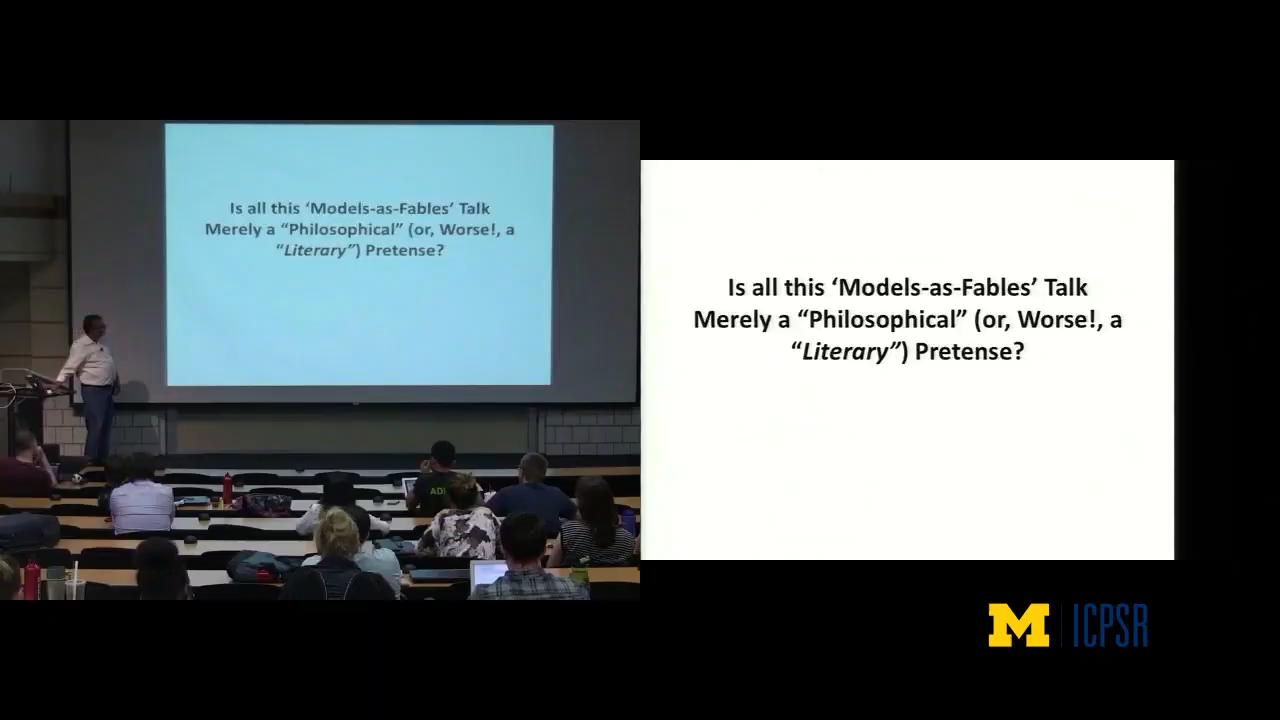 Is all this ‘Models-as-Fables’ Talk
Merely a “Philosophical” (or, Worse!, a
“Literary”) Pretense?
ADI
Is all this ‘Models-as-Fables’ Talk
Merely a “Philosophical” (or, Worse!, a
“Literary”) Pretense?
M ICPSR